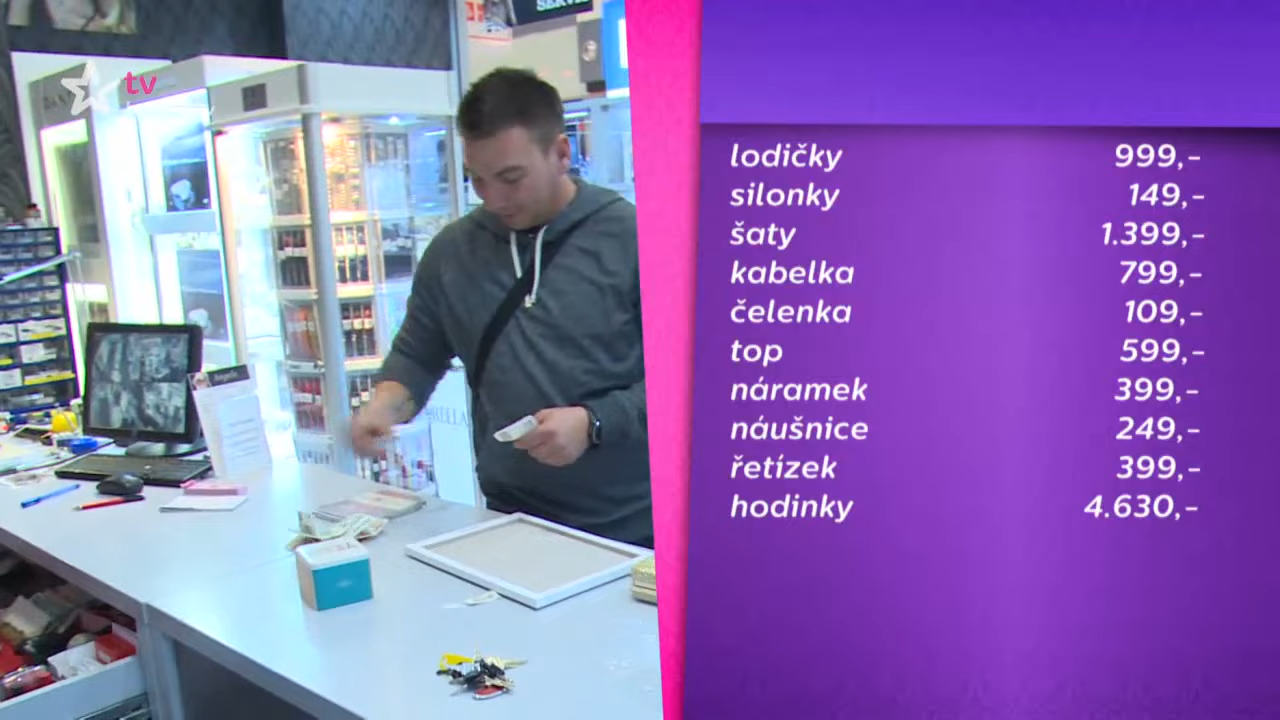 SERVIS
tv
lodičky 999,-
silonky 149,-
šaty 1.399,-
kabelka 799,-
čelenka 109,-
top 599,-
náramek 399,-
náušnice 249,-
řetízek 399,-
hodinky 4.630,-